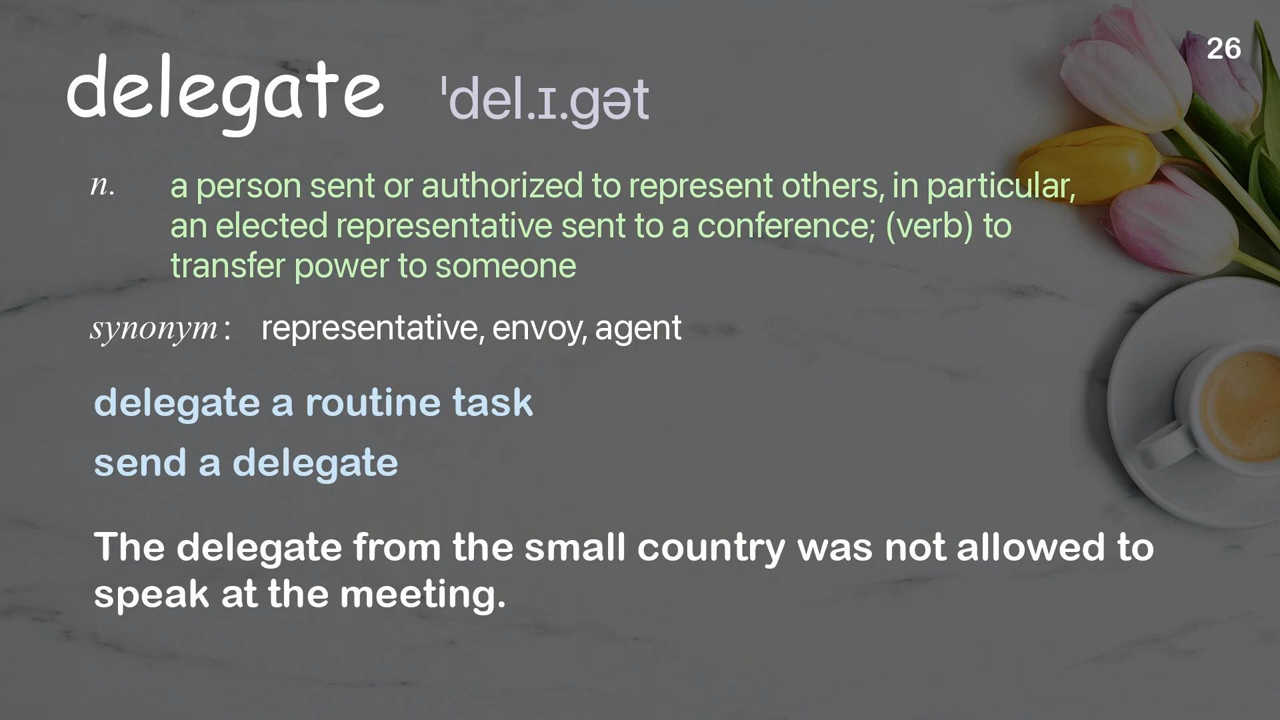 26
delegate ˈdel.ɪ.gət
n. a person sent or authorized to represent others, in particular,
an elected representative sent to a conference; (verb) to
transfer power to someone
synonym: representative, envoy, agent
delegate a routine task
send a delegate
The delegate from the small country was not allowed to
speak at the meeting.